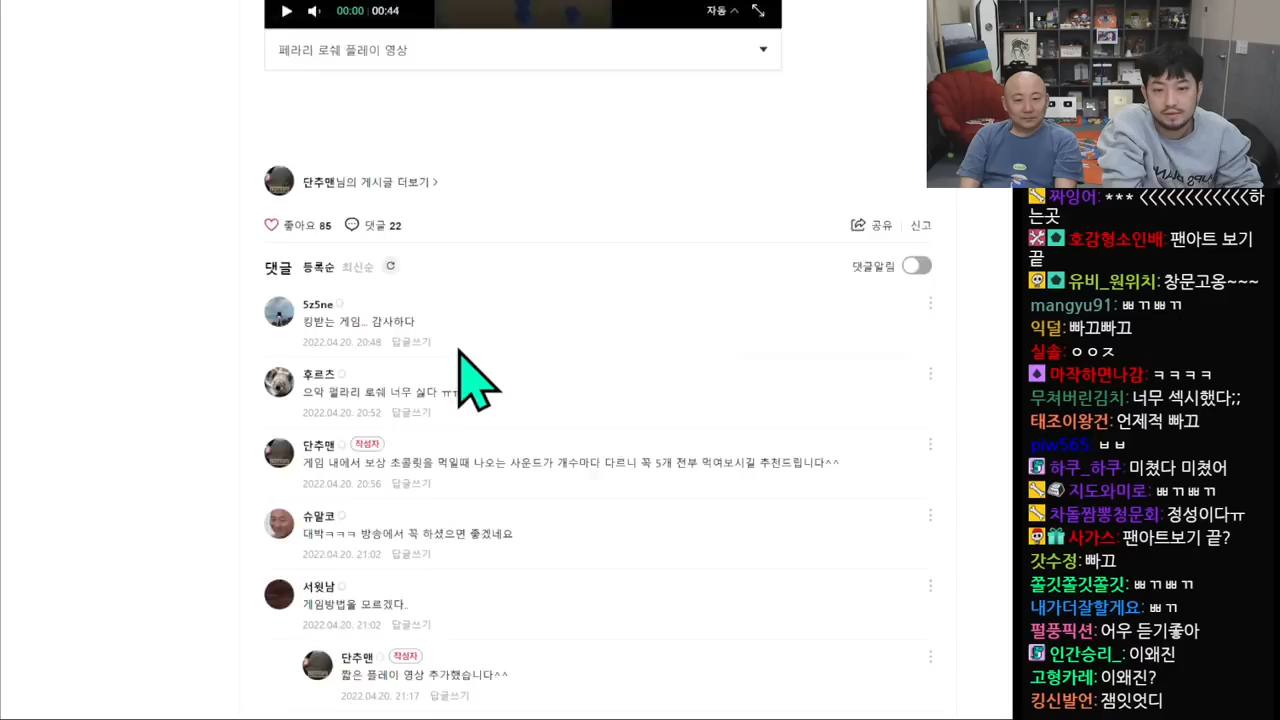 00:00 | 00:44
자동
페라리 로쉐 플레이 영상
단추맨님의 게시글 더보기 >
좋아요 85 댓글 22
공유 신고
댓글 등록순 최신순
댓글알림
5z5ne
킹받는 게임... 감사하다
2022.04.20. 20:48 답글쓰기
후르츠
으악 펠라리 로쉐 너무 싫다 ㅠㅠ
2022.04.20. 20:52 답글쓰기
단추맨 작성자
게임 내에서 보상 초콜릿을 먹일때 나오는 사운드가 개수마다 다르니 꼭 5개 전부 먹여보시길 추천드립니다^^
2022.04.20. 20:56 답글쓰기
슈말코
대박ㅋㅋㅋ 방송에서 꼭 하셨으면 좋겠네요
2022.04.20. 21:02 답글쓰기
서윗남
게임방법을 모르겠다..
2022.04.20. 21:02 답글쓰기
단추맨 작성자
짧은 플레이 영상 추가했습니다^^
2022.04.20. 21:17 답글쓰기
짜잉어: *** 〈〈〈〈〈〈〈〈〈〈〈〈하
는곳
호감형소인배: 팬아트 보기
끝
유비_원위치: 창문고옹~~~
mangyu91: ㅃㄲㅃㄲ
익덜: 빠끄빠끄
실솔: ㅇㅇㅈ
마작하면나감: ㅋㅋㅋㅋ
무쳐버린김치: 너무 섹시했다;;
태조이왕건: 언제적 빠끄
piw565: ㅂㅂ
하쿠_하쿠: 미쳤다 미쳤어
지도와미로: ㅃㄲㅃㄲ
차돌짬뽕청문회: 정성이다ㅠ
사가스: 팬아트보기 끝?
갓수정: 빠끄
쫄깃쫄깃쫄깃: ㅃㄲㅃㄲ
내가더잘할게요: ㅃㄲ
펄풍픽션: 어우 듣기좋아
인간승리_: 이왜진
고형카레: 이왜진?
킹신발언: 잼잇엇디